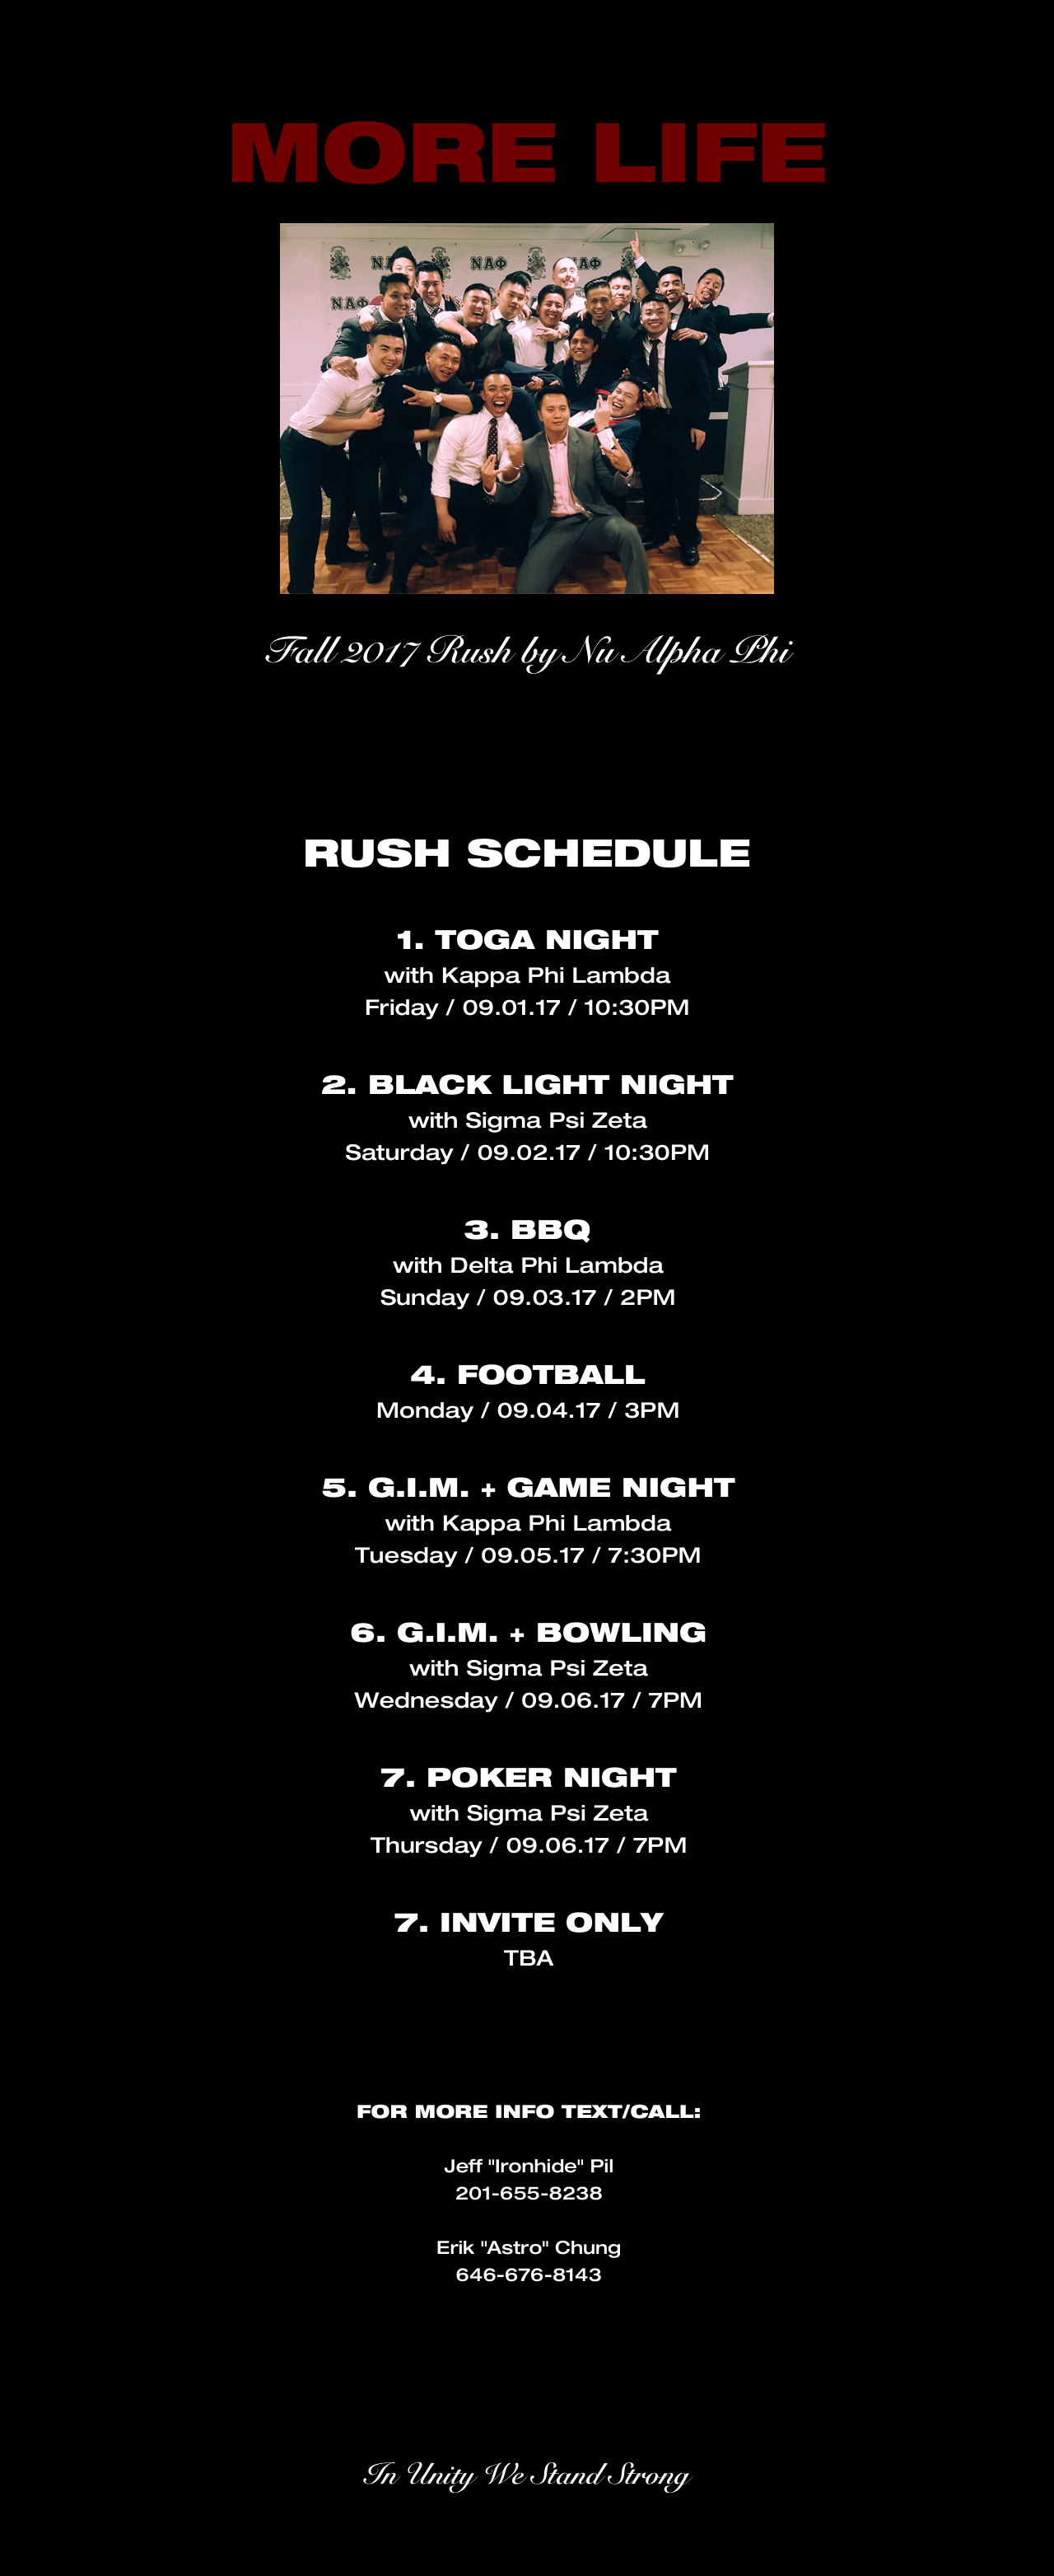 MORE LIFE
ΝΑΦ
ΝΑΦ
ΝΑΦ
Fall 2017 Rush by Nu Alpha Phi
RUSH SCHEDULE
1. TOGA NIGHT
with Kappa Phi Lambda
Friday / 09.01.17 / 10:30PM
2. BLACK LIGHT NIGHT
with Sigma Psi Zeta
Saturday / 09.02.17 / 10:30PM
3. BBQ
with Delta Phi Lambda
Sunday / 09.03.17 / 2PM
4. FOOTBALL
Monday / 09.04.17 / 3PM
5. G.I.M. + GAME NIGHT
with Kappa Phi Lambda
Tuesday / 09.05.17 / 7:30PM
6. G.I.M. + BOWLING
with Sigma Psi Zeta
Wednesday / 09.06.17 / 7PM
7. POKER NIGHT
with Sigma Psi Zeta
Thursday / 09.06.17 / 7PM
7. INVITE ONLY
TBA
FOR MORE INFO TEXT/CALL:
Jeff "Ironhide" Pil
201-655-8238
Erik "Astro" Chung
646-676-8143
In Unity We Stand Strong